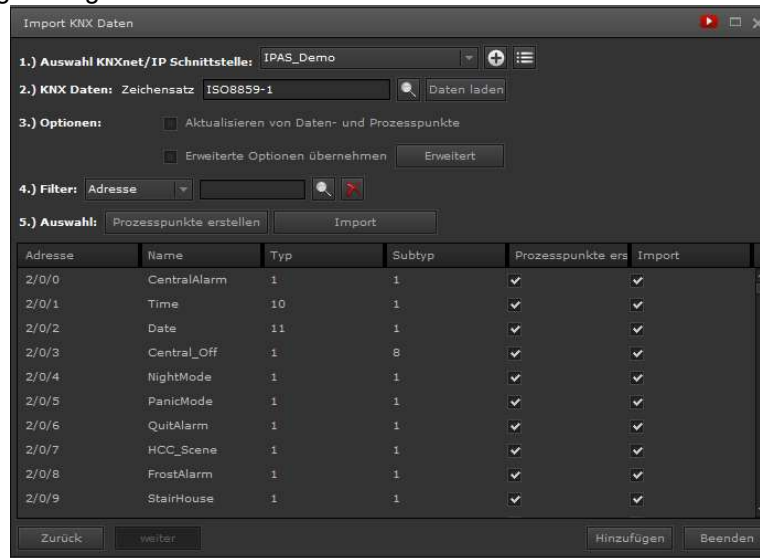 Import KNX Daten
1.) Auswahl KNXnet/IP Schnittstelle: IPAS_Demo
2.) KNX Daten: Zeichensatz ISO8859-1 Daten laden
3.) Optionen: Aktualisieren von Daten- und Prozesspunkte
Erweiterte Optionen übernehmen Erweitert
4.) Filter: Adresse
5.) Auswahl: Prozesspunkte erstellen Import
Adresse Name Typ Subtyp Prozesspunkte ers Import
2/0/0 CentralAlarm 1 1
2/0/1 Time 10 1
2/0/2 Date 11 1
2/0/3 Central_Off 1 8
2/0/4 NightMode 1 1
2/0/5 PanicMode 1 1
2/0/6 QuitAlarm 1 1
2/0/7 HCC_Scene 1 1
2/0/8 FrostAlarm 1 1
2/0/9 StairHouse 1 1
Zurück weiter Hinzufügen Beenden